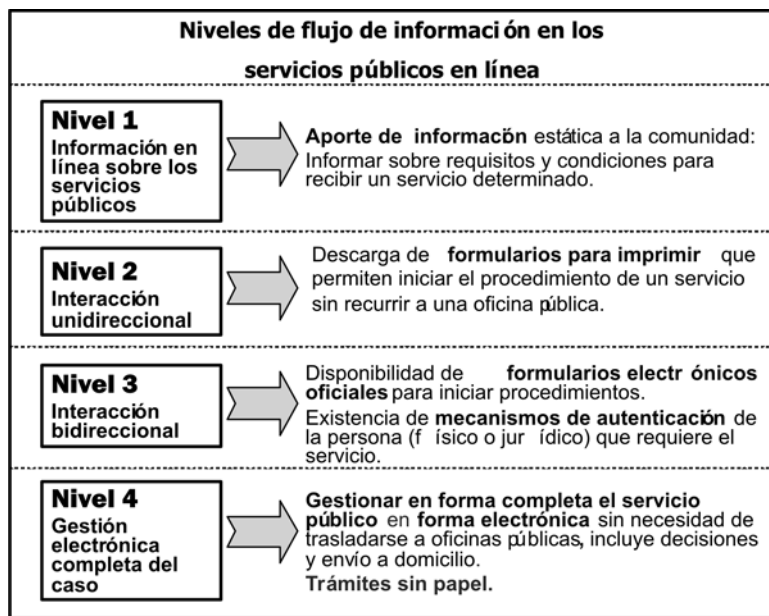 Niveles de flujo de información en los
servicios públicos en línea
Nivel 1
Información en
línea sobre los
servicios
públicos
Aporte de información estática a la comunidad:
Informar sobre requisitos y condiciones para
recibir un servicio determinado.
Nivel 2
Interacción
unidireccional
Descarga de formularios para imprimir que
permiten iniciar el procedimiento de un servicio
sin recurrir a una oficina pública.
Nivel 3
Interacción
bidireccional
Disponibilidad de formularios electr ónicos
oficiales para iniciar procedimientos.
Existencia de mecanismos de autenticación de
la persona (f ísico o jur ídico) que requiere el
servicio.
Nivel 4
Gestión
electrónica
completa del
caso
Gestionar en forma completa el servicio
público en forma electrónica sin necesidad de
trasladarse a oficinas públicas, incluye decisiones
y envío a domicilio.
Trámites sin papel.